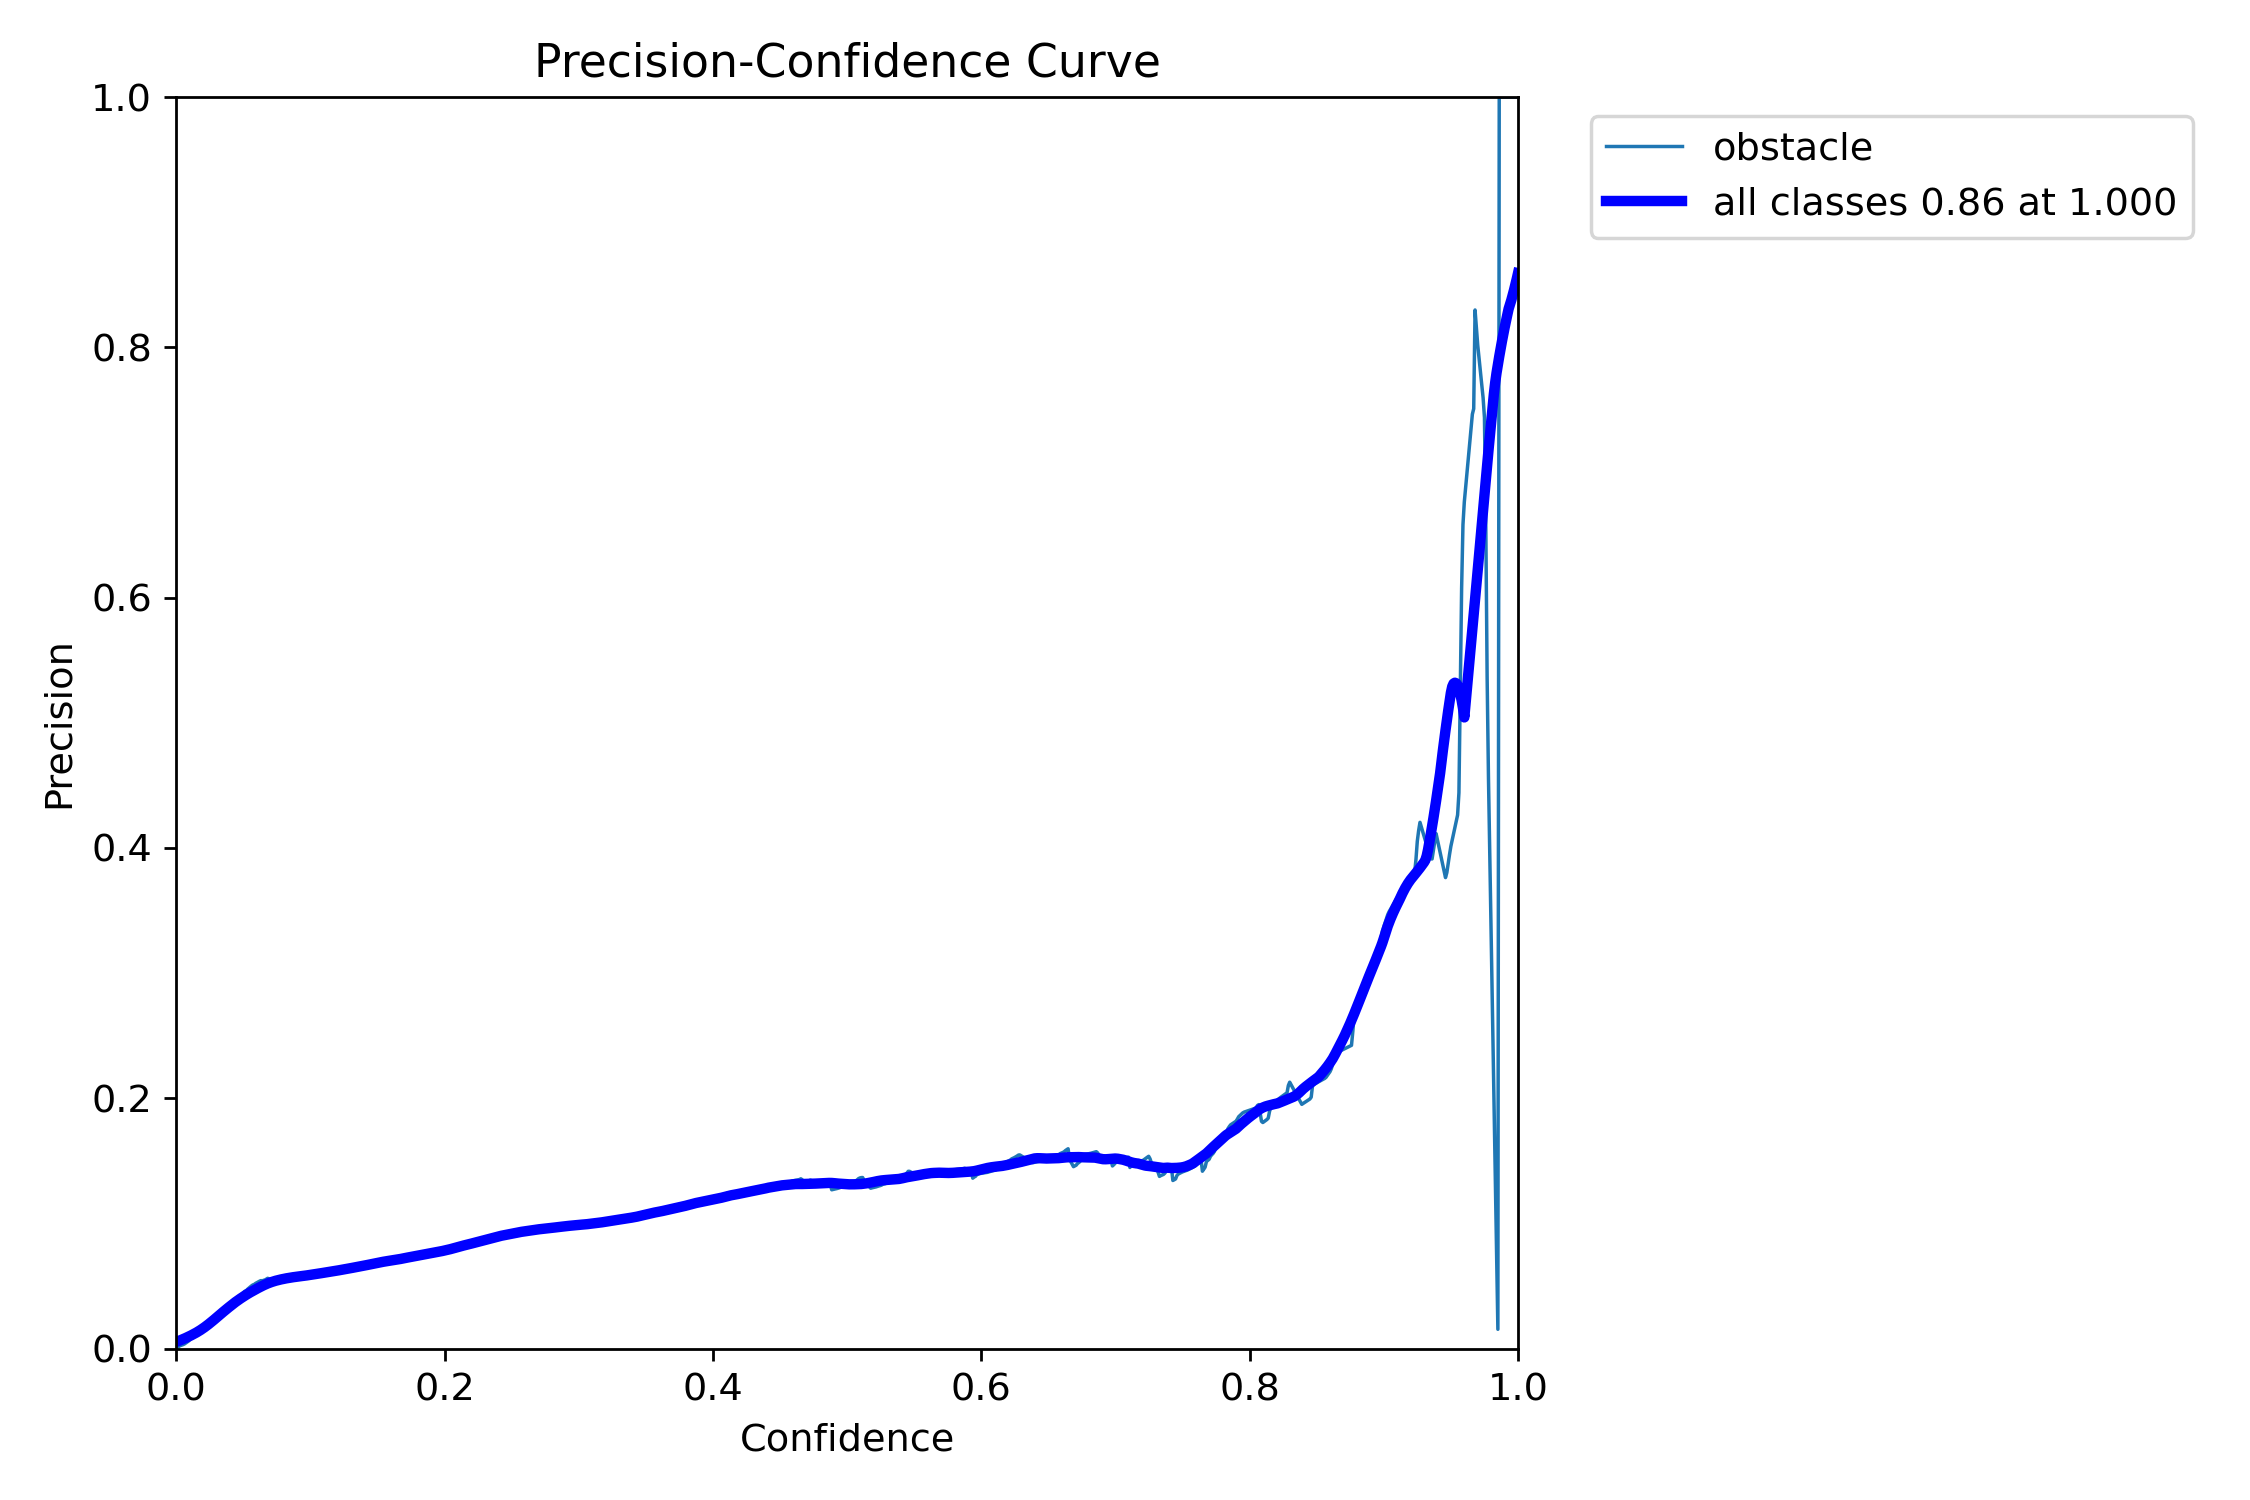 Precision-Confidence Curve
1.0
0.8
0.6
0.4
0.2
0.0
Precision
0.0 0.2 0.4 0.6 0.8 1.0
Confidence
obstacle
all classes 0.86 at 1.000